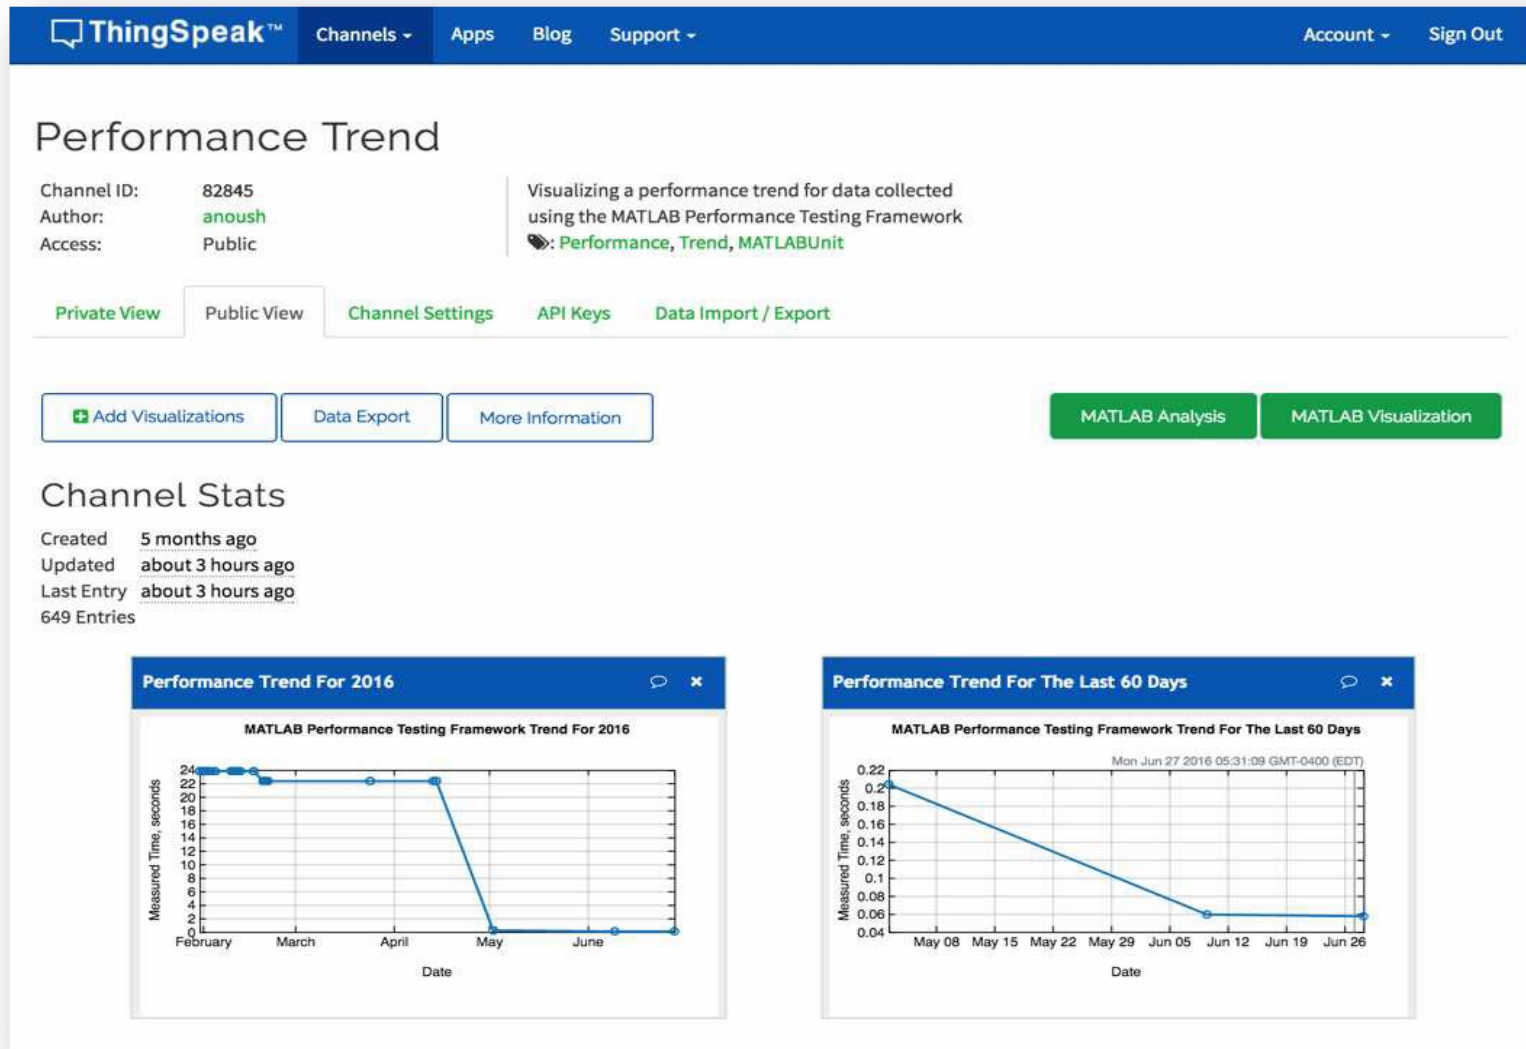 ThingSpeak™ Channels Apps Blog Support Account Sign Out
Performance Trend
Channel ID: 82845
Author: anoush
Access: Public
Visualizing a performance trend for data collected
using the MATLAB Performance Testing Framework
: Performance, Trend, MATLABUnit
Private View Public View Channel Settings API Keys Data Import / Export
Add Visualizations Data Export More Information MATLAB Analysis MATLAB Visualization
Channel Stats
Created 5 months ago
Updated about 3 hours ago
Last Entry about 3 hours ago
649 Entries
Performance Trend For 2016
MATLAB Performance Testing Framework Trend For 2016
Measured Time, seconds
24
22
20
18
16
14
12
10
8
6
4
2
0
February March April May June
Date
Performance Trend For The Last 60 Days
MATLAB Performance Testing Framework Trend For The Last 60 Days
Mon Jun 27 2016 05:31:09 GMT-0400 (EDT)
Measured Time, seconds
0.22
0.2
0.18
0.16
0.14
0.12
0.1
0.08
0.06
0.04
May 08 May 15 May 22 May 29 Jun 05 Jun 12 Jun 19 Jun 26
Date